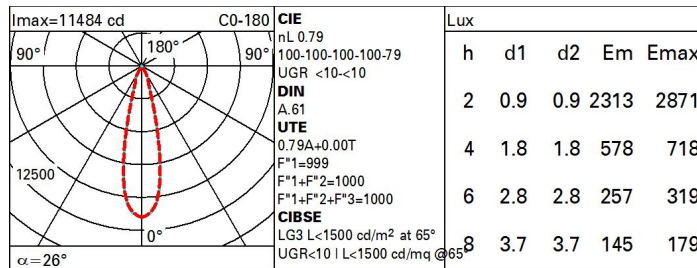 Imax=11484 cd C0-180
90° 180° 90°
12500
0°
α=26°
CIE
nL 0.79
100-100-100-100-79
UGR <10-<10
DIN
A.61
UTE
0.79A+0.00T
F"1=999
F"1+F"2=1000
F"1+F"2+F"3=1000
CIBSE
LG3 L<1500 cd/m² at 65°
UGR<10 | L<1500 cd/mq @65°
Lux
h d1 d2 Em Emax
2 0.9 0.9 2313 2871
4 1.8 1.8 578 718
6 2.8 2.8 257 319
8 3.7 3.7 145 179